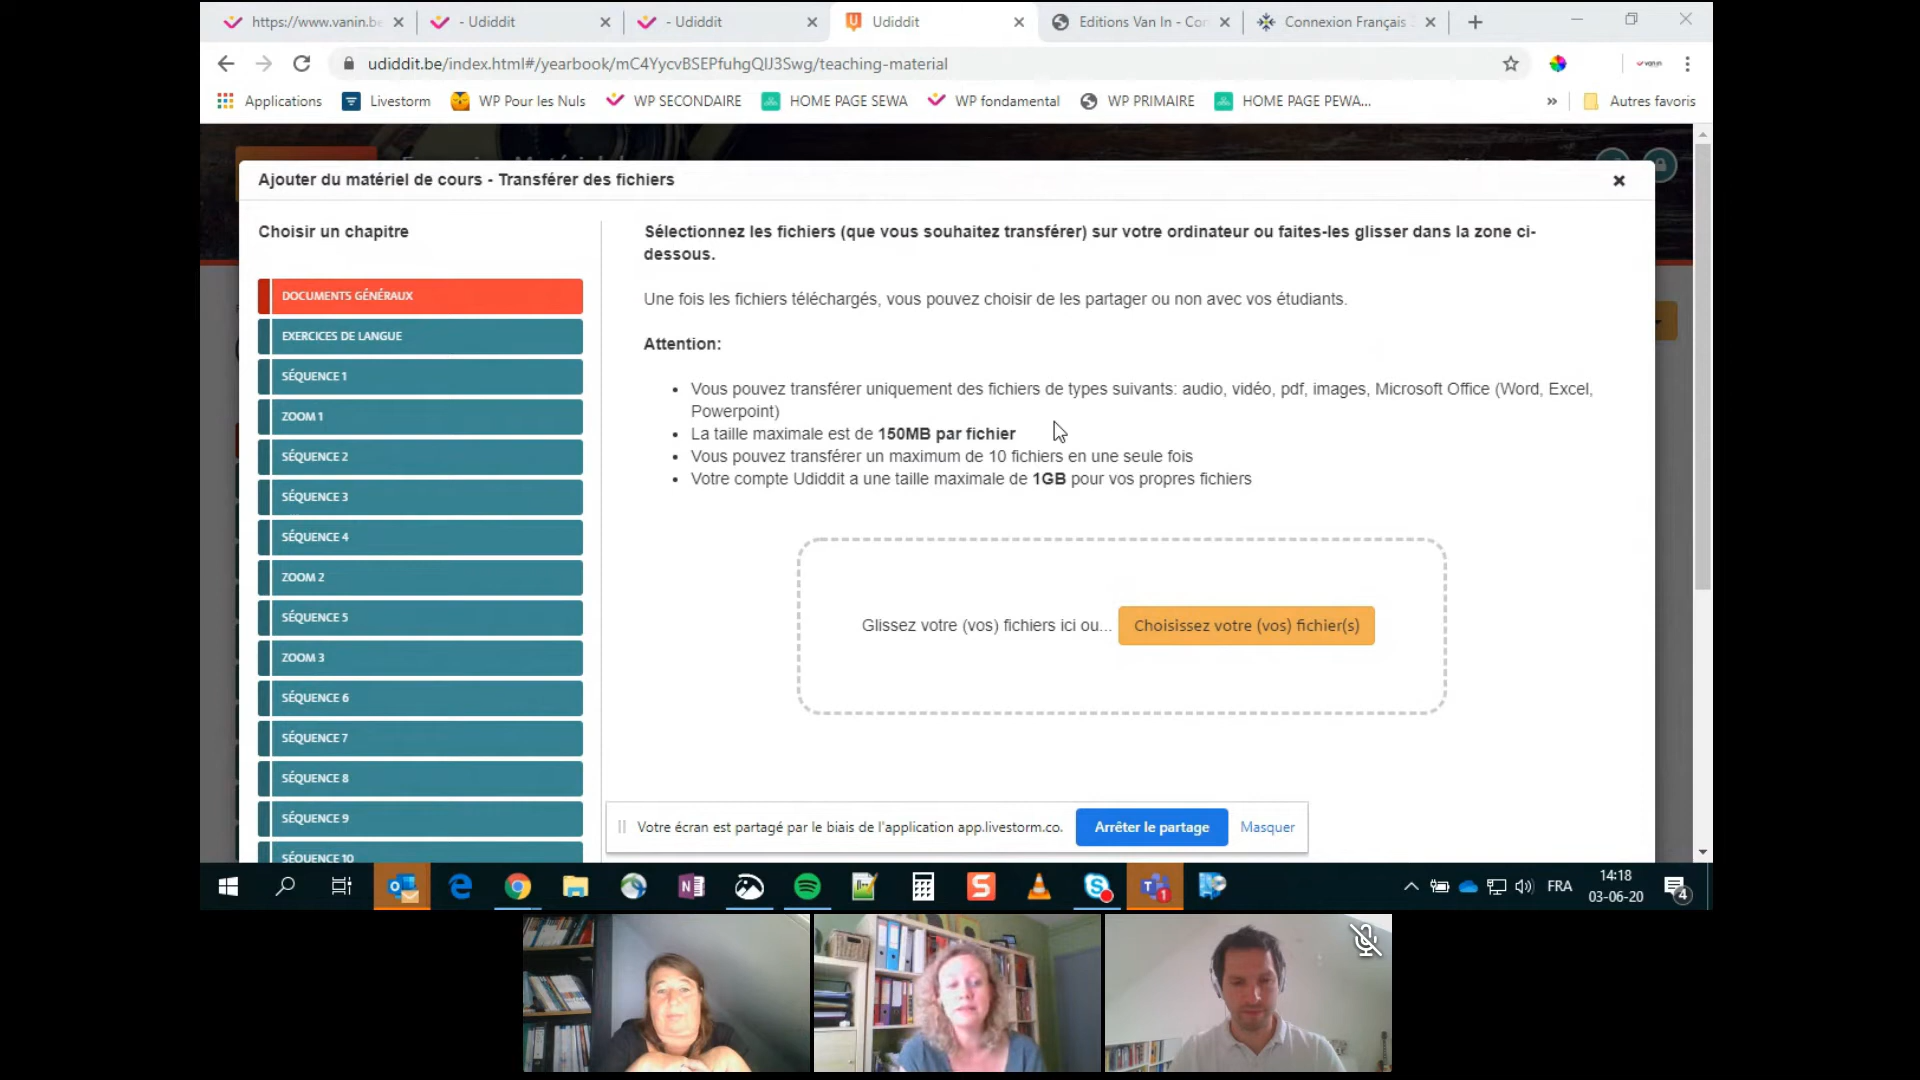 https://www.vanin.be
- Udiddit
- Udiddit
Udiddit
Editions Van In - Con
Connexion Français
udiddit.be/index.html#/yearbook/mC4YycvBSEPfuhgQIJ3Swg/teaching-material
Applications
Livestorm
WP Pour les Nuls
WP SECONDAIRE
HOME PAGE SEWA
WP fondamental
WP PRIMAIRE
HOME PAGE PEWA...
Autres favoris
Ajouter du matériel de cours - Transférer des fichiers
Choisir un chapitre
DOCUMENTS GÉNÉRAUX
EXERCICES DE LANGUE
SÉQUENCE 1
ZOOM 1
SÉQUENCE 2
SÉQUENCE 3
SÉQUENCE 4
ZOOM 2
SÉQUENCE 5
ZOOM 3
SÉQUENCE 6
SÉQUENCE 7
SÉQUENCE 8
SÉQUENCE 9
SÉQUENCE 10
Sélectionnez les fichiers (que vous souhaitez transférer) sur votre ordinateur ou faites-les glisser dans la zone ci-
dessous.
Une fois les fichiers téléchargés, vous pouvez choisir de les partager ou non avec vos étudiants.
Attention:
• Vous pouvez transférer uniquement des fichiers de types suivants: audio, vidéo, pdf, images, Microsoft Office (Word, Excel,
Powerpoint)
• La taille maximale est de 150MB par fichier
• Vous pouvez transférer un maximum de 10 fichiers en une seule fois
• Votre compte Udiddit a une taille maximale de 1GB pour vos propres fichiers
Glissez votre (vos) fichiers ici ou... Choisissez votre (vos) fichier(s)
Votre écran est partagé par le biais de l'application app.livestorm.co. Arrêter le partage Masquer
FRA
14:18
03-06-20
4